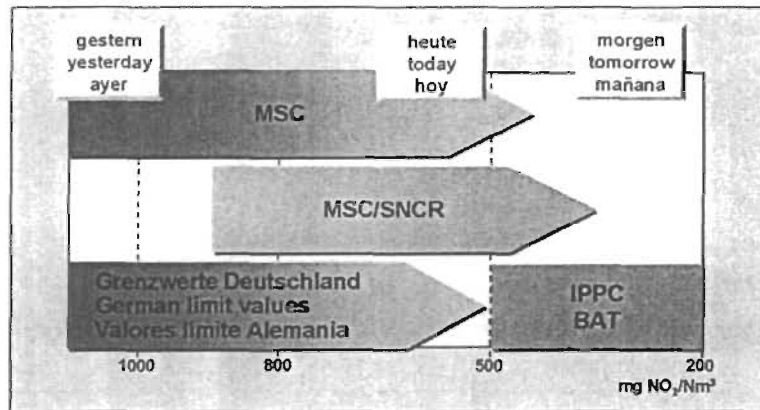 gestern
yesterday
ayer
heute
today
hoy
morgen
tomorrow
mañana
MSC
MSC/SNCR
Grenzwerte Deutschland
German limit values
Valores limite Alemania
IPPC
BAT
1000 800 500 200
mg NO₂/Nm³